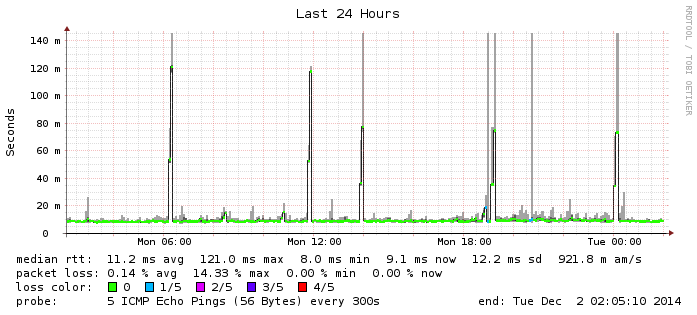 Last 24 Hours
RRDTOOL / TOBI OETIKER
Seconds
140 m
120 m
100 m
80 m
60 m
40 m
20 m
0
Mon 06:00 Mon 12:00 Mon 18:00 Tue 00:00
median rtt: 11.2 ms avg 121.0 ms max 8.0 ms min 9.1 ms now 12.2 ms sd 921.8 m am/s
packet loss: 0.14 % avg 14.33 % max 0.00 % min 0.00 % now
loss color: 0 1/5 2/5 3/5 4/5
probe: 5 ICMP Echo Pings (56 Bytes) every 300s end: Tue Dec 2 02:05:10 2014